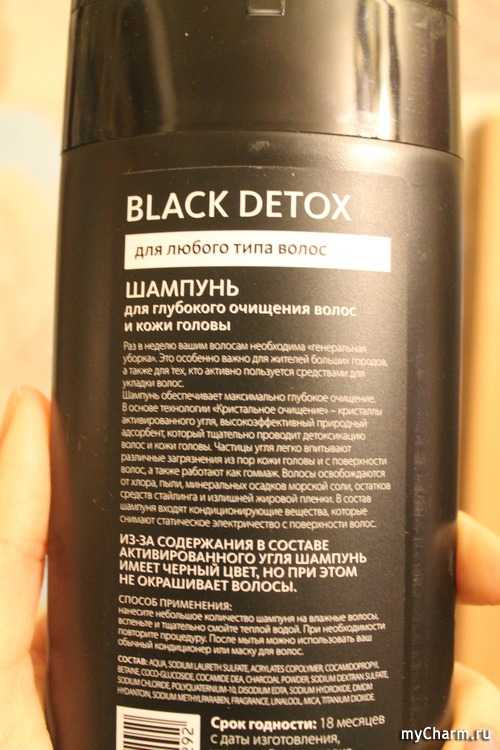 BLACK DETOX
для любого типа волос
ШАМПУНЬ
для глубокого очищения волос
и кожи головы
Раз в неделю вашим волосам необходима «генеральная
уборка». Это особенно важно для жителей больших городов,
а также для тех, кто активно пользуется средствами для
укладки волос.
Шампунь обеспечивает максимально глубокое очищение.
В основе технологии «Кристальное очищение» – кристаллы
активированного угля, высокоэффективный природный
адсорбент, который тщательно проводит детоксикацию
волос и кожи головы. Частицы угля легко впитывают
различные загрязнения из пор кожи головы и с поверхности
волос, а также работают как гоммаж. Волосы освобождаются
от хлора, пыли, минеральных осадков морской соли, остатков
средств стайлинга и излишней жировой пленки. В состав
шампуня входят кондиционирующие вещества, которые
снимают статическое электричество с поверхности волос.
ИЗ-ЗА СОДЕРЖАНИЯ В СОСТАВЕ
АКТИВИРОВАННОГО УГЛЯ ШАМПУНЬ
ИМЕЕТ ЧЕРНЫЙ ЦВЕТ, НО ПРИ ЭТОМ
НЕ ОКРАШИВАЕТ ВОЛОСЫ.
СПОСОБ ПРИМЕНЕНИЯ:
нанесите небольшое количество шампуня на влажные волосы,
вспеньте и тщательно смойте теплой водой. При необходимости
повторите процедуру. После мытья можно использовать ваш
обычный кондиционер или маску для волос.
СОСТАВ: AQUA, SODIUM LAURETH SULFATE, ACRYLATES COPOLYMER, COCAMIDOPROPYL
BETAINE, COCO-GLUCOSIDE, COCAMIDE DEA, CHARCOAL POWDER, SODIUM DEXTRAN SULFATE,
SODIUM CHLORIDE, POLYQUATERNIUM-10, DISODIUM EDTA, SODIUM HYDROXIDE, DMDM
HYDANTOIN, SODIUM METHYLPARABEN, FRAGRANCE, LINALOOL, MICA, TITANIUM DIOXIDE.
Срок годности: 18 месяцев
с даты изготовления,
myCharm.ru